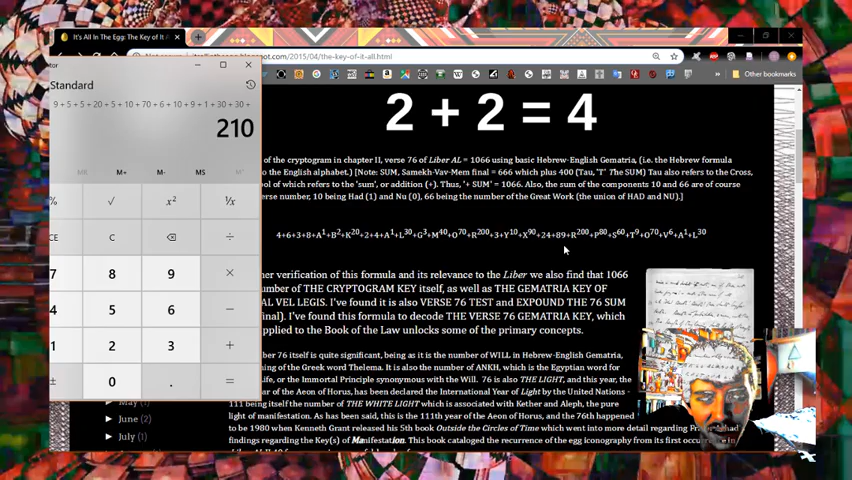 It's All In The Egg: The Key of It A
.blogspot.com/2015/04/the-key-of-it-all.html
Other bookmarks
Standard
9 + 5 + 5 + 20 + 5 + 10 + 70 + 6 + 10 + 9 + 1 + 30 + 30 +
210
M+ M- MS
% √ x² ¹/x
CE C ÷
7 8 9 ×
4 5 6 −
1 2 3 +
± 0 . =
May
June (2)
July (1)
2 + 2 = 4
of the cryptogram in chapter II, verse 76 of Liber AL = 1066 using basic Hebrew-English Gematria, (i.e. the Hebrew formula
to the English alphabet.) [Note: SUM, Samekh-Vav-Mem final = 666 which plus 400 (Tau, 'T' The SUM) Tau also refers to the Cross,
ol of which refers to the 'sum', or addition (+). Thus, '+ SUM' = 1066. Also, the sum of the components 10 and 66 are of course
erse number, 10 being Had (1) and Nu (0), 66 being the number of the Great Work (the union of HAD and NU).]
4+6+3+8+A¹+B²+K²⁰+2+4+A¹+L³⁰+G³+M⁴⁰+O⁷⁰+R²⁰⁰+3+Y¹⁰+X⁹⁰+24+89+R²⁰⁰+P⁸⁰+S⁶⁰+T⁹+O⁷⁰+V⁶+A¹+L³⁰
her verification of this formula and its relevance to the Liber we also find that 1066
umber of THE CRYPTOGRAM KEY itself, as well as THE GEMATRIA KEY OF
AL VEL LEGIS. I've found it is also VERSE 76 TEST and EXPOUND THE 76 SUM
final). I've found this formula to decode THE VERSE 76 GEMATRIA KEY, which
pplied to the Book of the Law unlocks some of the primary concepts.
ber 76 itself is quite significant, being as it is the number of WILL in Hebrew-English Gematria,
ning of the Greek word Thelema. It is also the number of ANKH, which is the Egyptian word for
ife, or the Immortal Principle synonymous with the Will. 76 is also THE LIGHT, and this year, the
ar of the Aeon of Horus, has been declared the International Year of Light by the United Nations
111 being itself the number of THE WHITE LIGHT which is associated with Kether and Aleph, the pure
light of manifestation. As has been said, this is the 111th year of the Aeon of Horus, and the 76th happened
to be 1980 when Kenneth Grant released his 5th book Outside the Circles of Time which went into more detail regarding
findings regarding the Key(s) of Manifestation. This book cataloged the recurrence of the egg iconography from its first